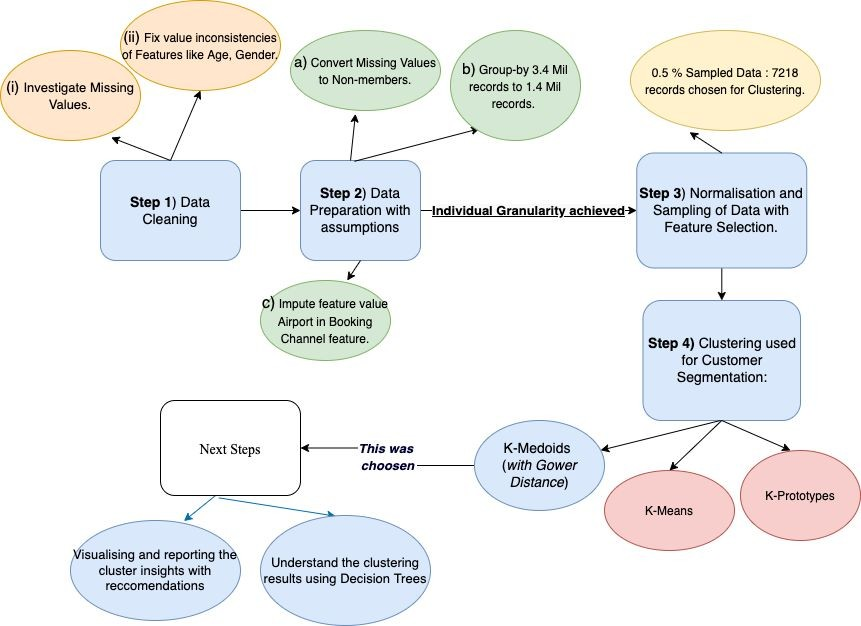 (i) Investigate Missing
Values.
(ii) Fix value inconsistencies
of Features like Age, Gender.
a) Convert Missing Values
to Non-members.
b) Group-by 3.4 Mil
records to 1.4 Mil
records.
0.5 % Sampled Data : 7218
records chosen for Clustering.
Step 1) Data
Cleaning
Step 2) Data
Preparation with
assumptions
Individual Granularity achieved
Step 3) Normalisation and
Sampling of Data with
Feature Selection.
c) Impute feature value
Airport in Booking
Channel feature.
Step 4) Clustering used
for Customer
Segmentation:
K-Medoids
(with Gower
Distance)
K-Means
K-Prototypes
This was
choosen
Next Steps
Visualising and reporting the
cluster insights with
reccomendations
Understand the clustering
results using Decision Trees